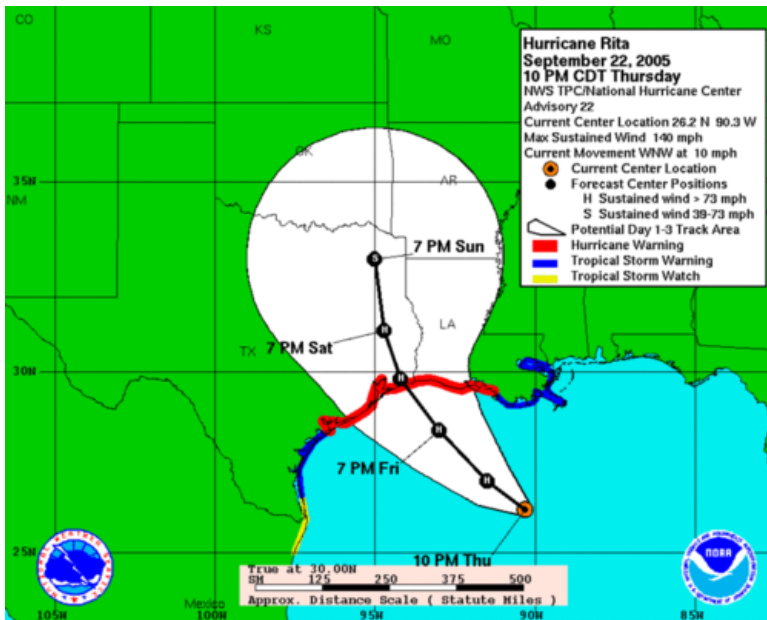 CO
KS
MO
Hurricane Rita
September 22, 2005
10 PM CDT Thursday
NWS TPC/National Hurricane Center
Advisory 22
Current Center Location 26.2 N 90.3 W
Max Sustained Wind 140 mph
Current Movement WNW at 10 mph
Current Center Location
Forecast Center Positions
H Sustained wind > 73 mph
S Sustained wind 39-73 mph
Potential Day 1-3 Track Area
Hurricane Warning
Tropical Storm Warning
Tropical Storm Watch
OK
AR
35N
NM
7 PM Sun
S
LA
H
TX
7 PM Sat
30N
H
H
7 PM Fri
H
25N
10 PM Thu
NOAA
True at 30.00N
SM 125 250 375 500
Approx. Distance Scale ( Statute Miles )
Mexico
105W 100W 95W 90W 85W